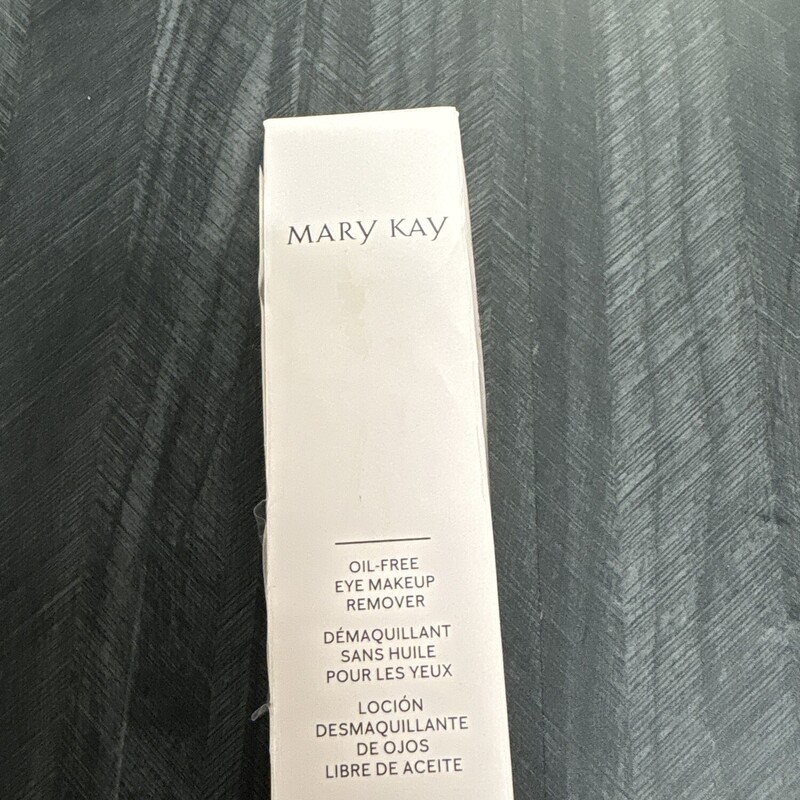 MARY KAY
OIL-FREE
EYE MAKEUP
REMOVER
DÉMAQUILLANT
SANS HUILE
POUR LES YEUX
LOCIÓN
DESMAQUILLANTE
DE OJOS
LIBRE DE ACEITE